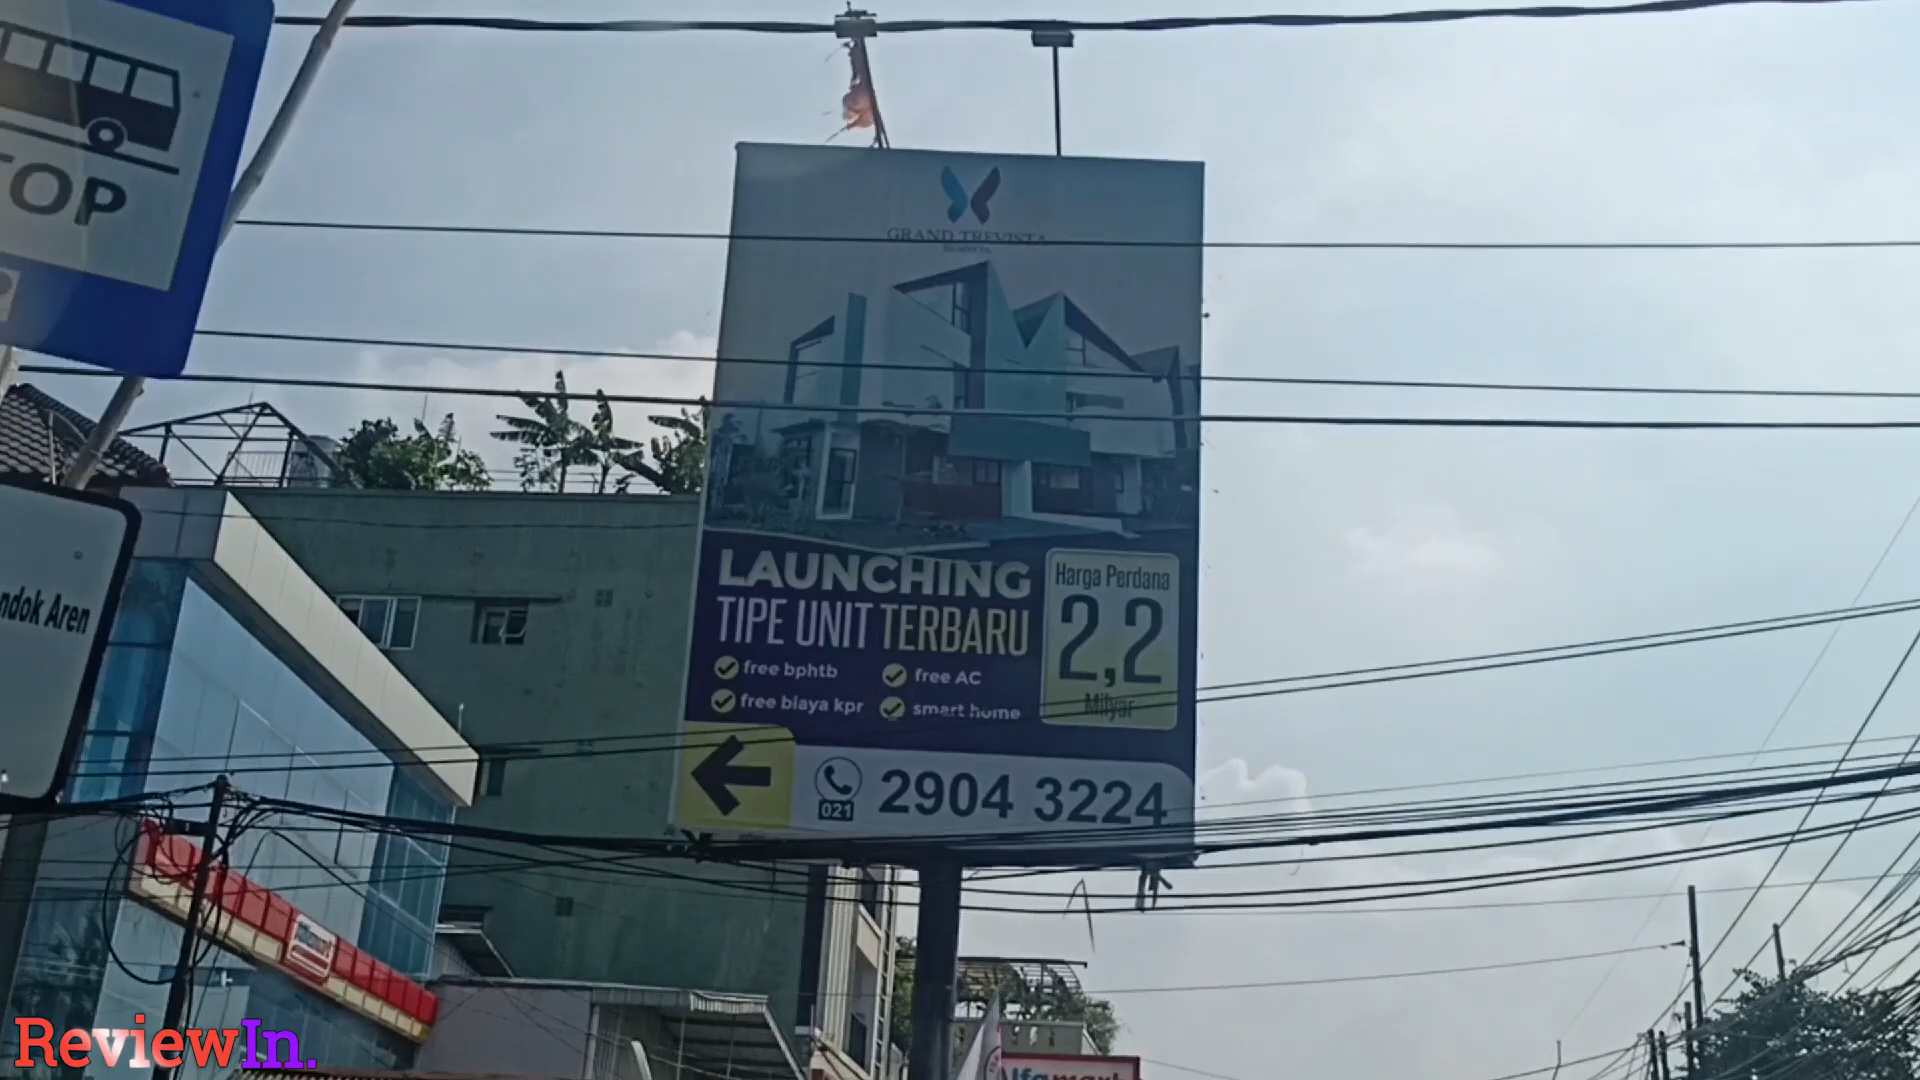 TOP
ndok Aren
GRAND TREVISTA
LAUNCHING
TIPE UNIT TERBARU
free bphtb
free AC
free biaya kpr
smart home
Harga Perdana
2,2
Milyar
021
2904 3224
lfamart
ReviewIn.